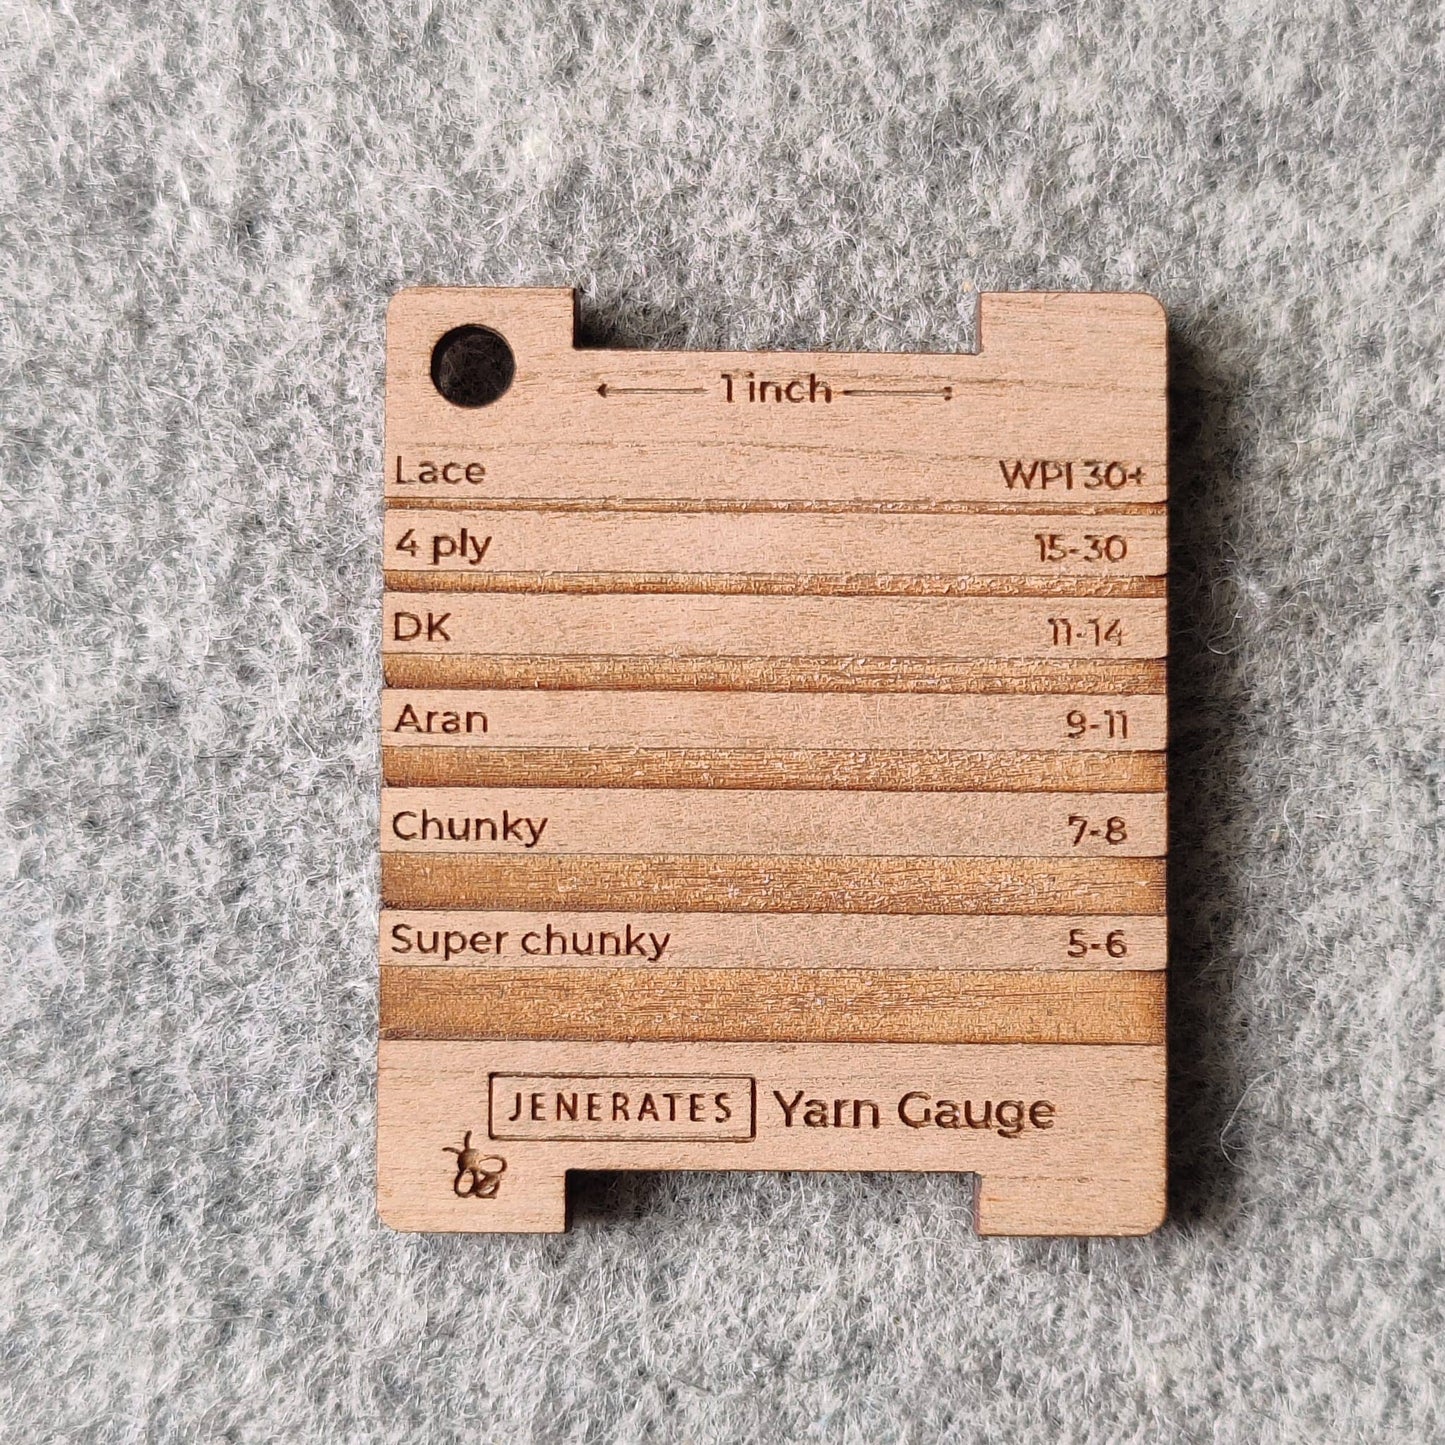 1 inch
Lace WPI 30+
4 ply 15-30
DK 11-14
Aran 9-11
Chunky 7-8
Super chunky 5-6
JENERATES Yarn Gauge